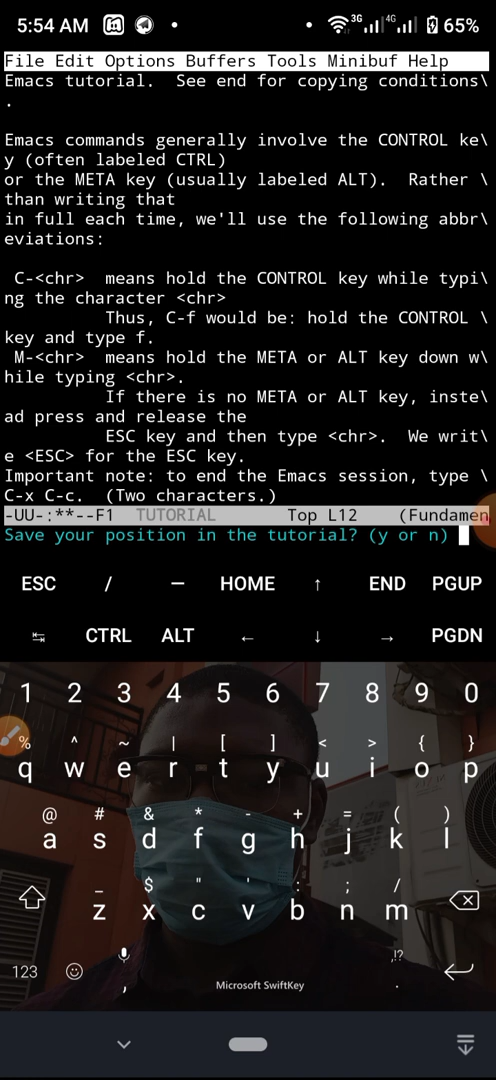 5:54 AM 3G 4G 65%
File Edit Options Buffers Tools Minibuf Help
Emacs tutorial.  See end for copying conditions\
.
Emacs commands generally involve the CONTROL ke\
y (often labeled CTRL)
or the META key (usually labeled ALT).  Rather \
than writing that
in full each time, we'll use the following abbr\
eviations:
 C-<chr>  means hold the CONTROL key while typi\
ng the character <chr>
          Thus, C-f would be: hold the CONTROL \
key and type f.
 M-<chr>  means hold the META or ALT key down w\
hile typing <chr>.
          If there is no META or ALT key, inste\
ad press and release the
          ESC key and then type <chr>.  We writ\
e <ESC> for the ESC key.
Important note: to end the Emacs session, type \
C-x C-c.  (Two characters.)
-UU-:**--F1  TUTORIAL       Top L12    (Fundamen
Save your position in the tutorial? (y or n)
ESC / — HOME ↑ END PGUP
↹ CTRL ALT ← ↓ → PGDN
1 2 3 4 5 6 7 8 9 0
% ^ ~ | [ ] < > { }
q w e r t y u i o p
@ # & * - + = ( )
a s d f g h j k l
_ $ " ' : ; /
z x c v b n m
123 , Microsoft SwiftKey ,!? .